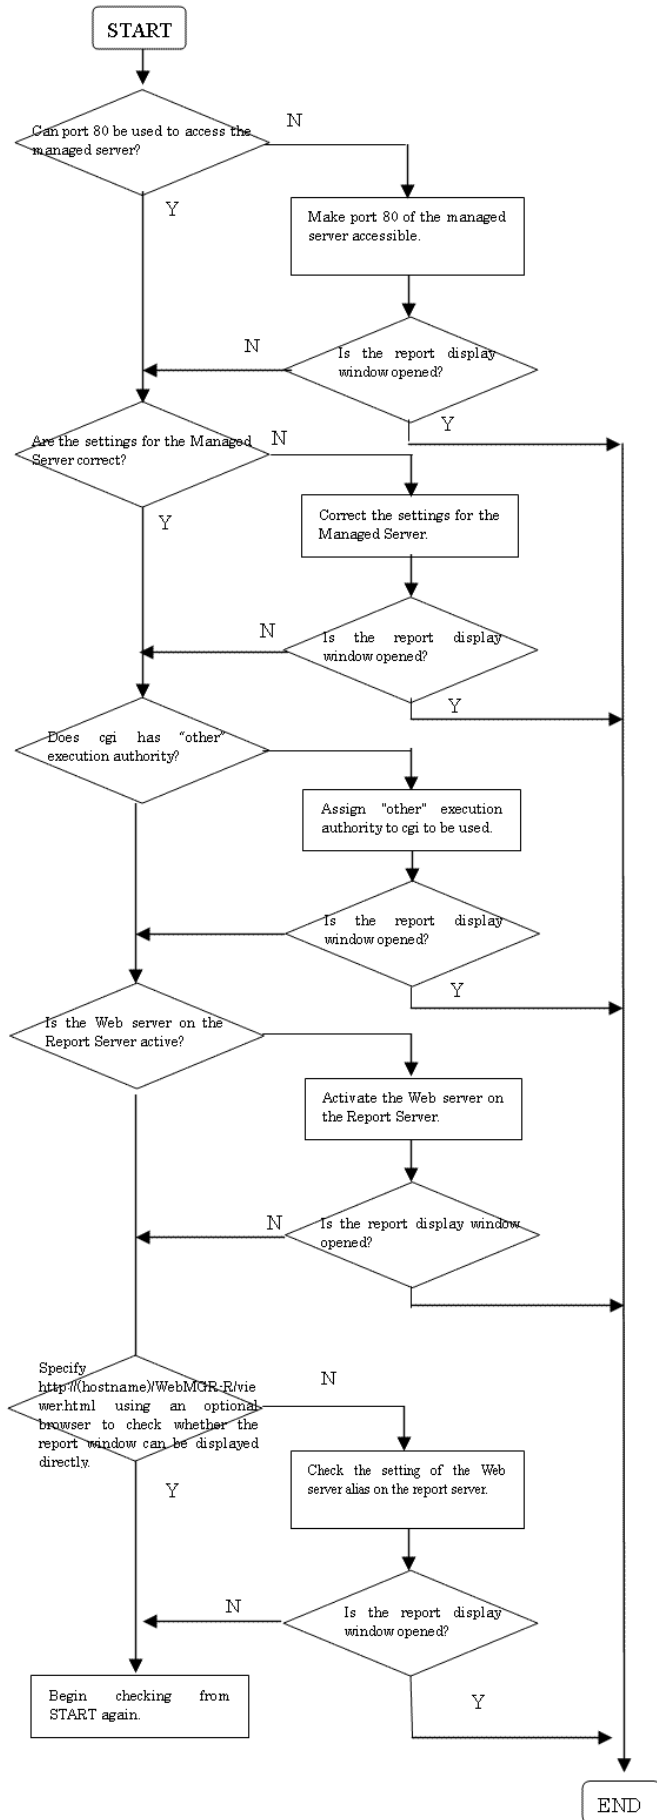 START
Can port 80 be used to access the
managed server?
N
Y
Make port 80 of the managed
server accessible.
N
Is the report display
window opened?
Y
Are the settings for the Managed
Server correct?
N
Y
Correct the settings for the
Managed Server.
N
Is the report display
window opened?
Y
Does cgi has "other"
execution authority?
Assign "other" execution
authority to cgi to be used.
Is the report display
window opened?
Y
Is the Web server on the
Report Server active?
Activate the Web server on
the Report Server.
N
Is the report display window
opened?
Specify
http://(hostname)/WebMGR-R/vie
wer.html using an optional
browser to check whether the
report window can be displayed
directly.
N
Y
Check the setting of the Web
server alias on the report server.
N
Is the report display
window opened?
Y
Begin checking from
START again.
END